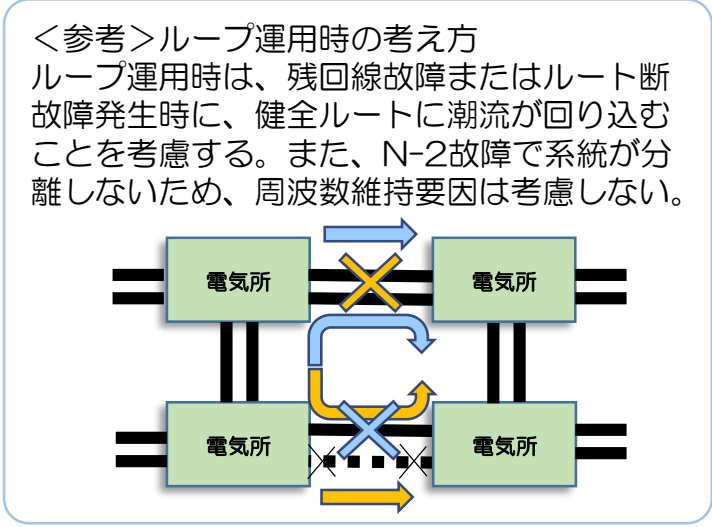 ＜参考＞ループ運用時の考え方
ループ運用時は、残回線故障またはルート断
故障発生時に、健全ルートに潮流が回り込む
ことを考慮する。また、N-2故障で系統が分
離しないため、周波数維持要因は考慮しない。
電気所
電気所
電気所
電気所